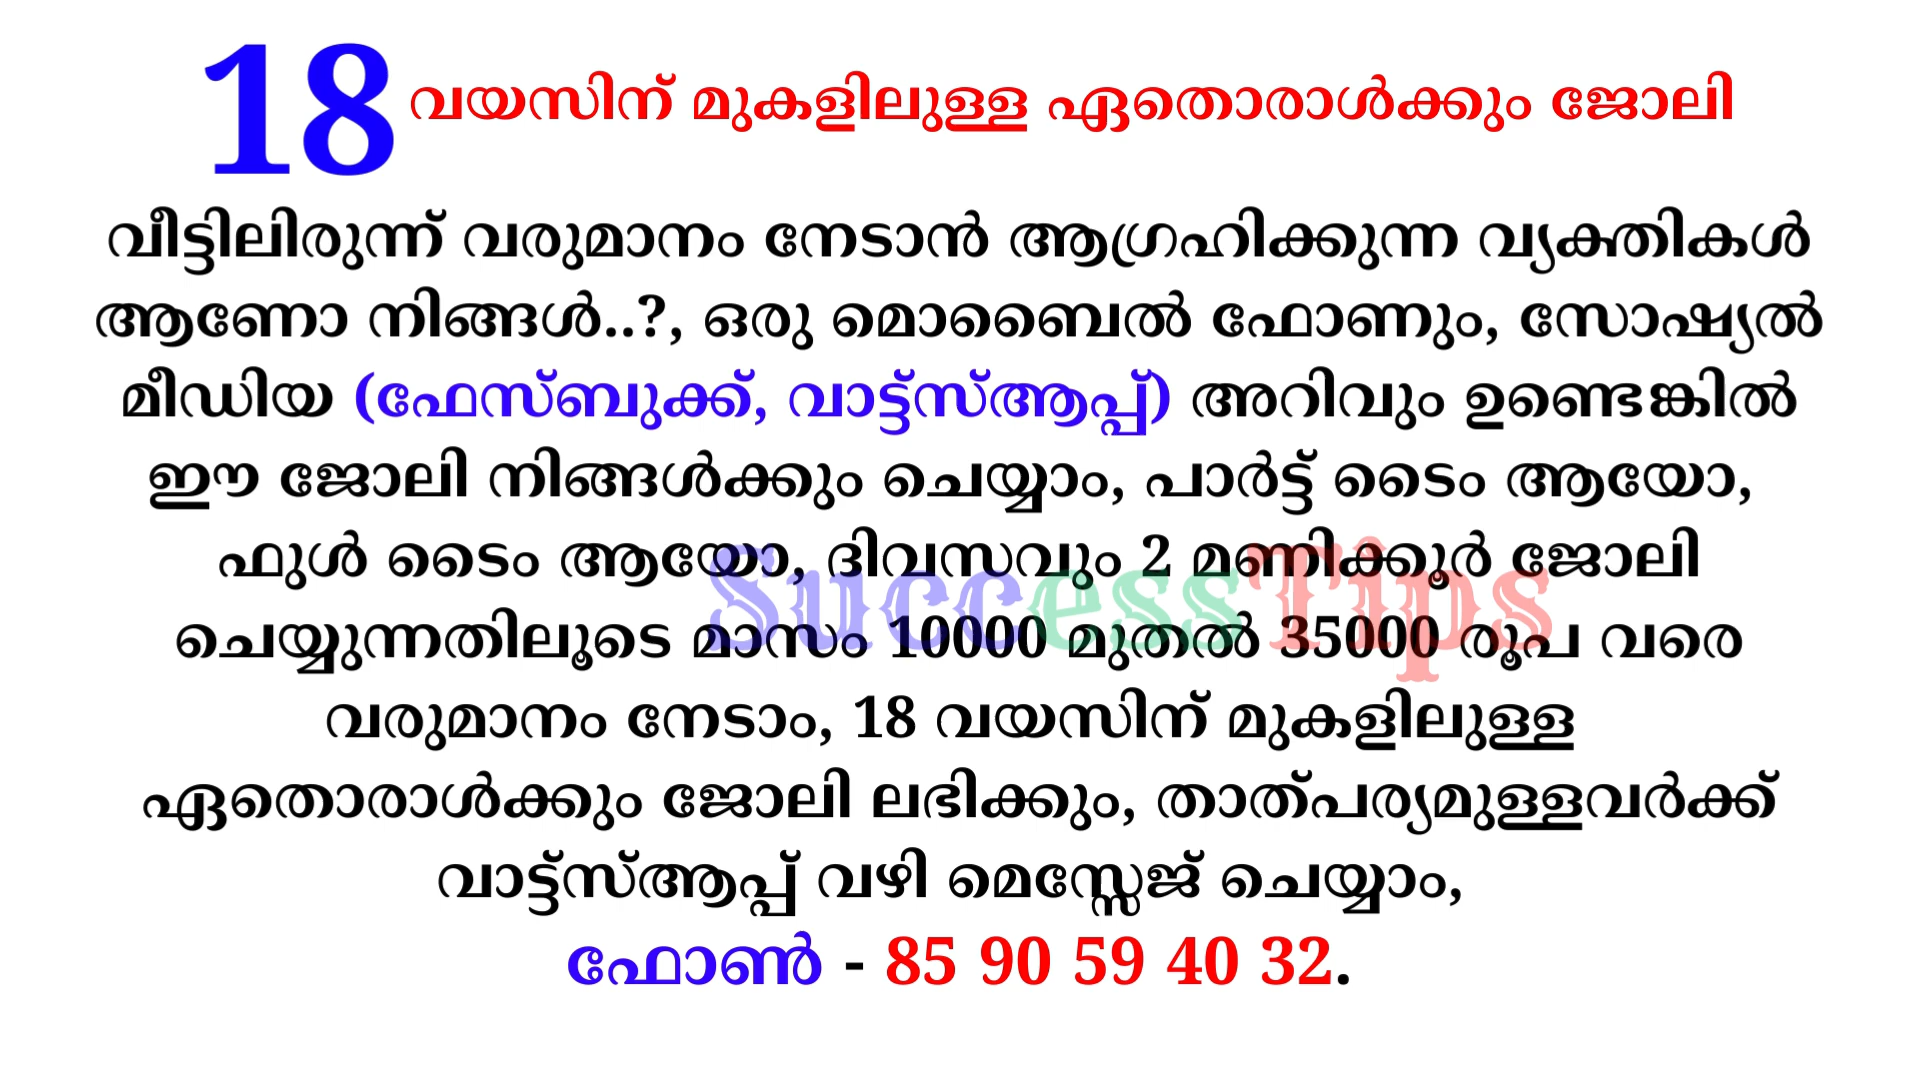 18 വയസിന് മുകളിലുള്ള ഏതൊരാൾക്കും ജോലി
വീട്ടിലിരുന്ന് വരുമാനം നേടാൻ ആഗ്രഹിക്കുന്ന വ്യക്തികൾ
ആണോ നിങ്ങൾ..?, ഒരു മൊബൈൽ ഫോണും, സോഷ്യൽ
മീഡിയ (ഫേസ്ബുക്ക്, വാട്ട്സ്ആപ്പ്) അറിവും ഉണ്ടെങ്കിൽ
ഈ ജോലി നിങ്ങൾക്കും ചെയ്യാം, പാർട്ട് ടൈം ആയോ,
ഫുൾ ടൈം ആയോ, ദിവസവും 2 മണിക്കൂർ ജോലി
ചെയ്യുന്നതിലൂടെ മാസം 10000 മുതൽ 35000 രൂപ വരെ
SuccessTips
വരുമാനം നേടാം, 18 വയസിന് മുകളിലുള്ള
ഏതൊരാൾക്കും ജോലി ലഭിക്കും, താത്പര്യമുള്ളവർക്ക്
വാട്ട്സ്ആപ്പ് വഴി മെസ്സേജ് ചെയ്യാം,
ഫോൺ - 85 90 59 40 32.